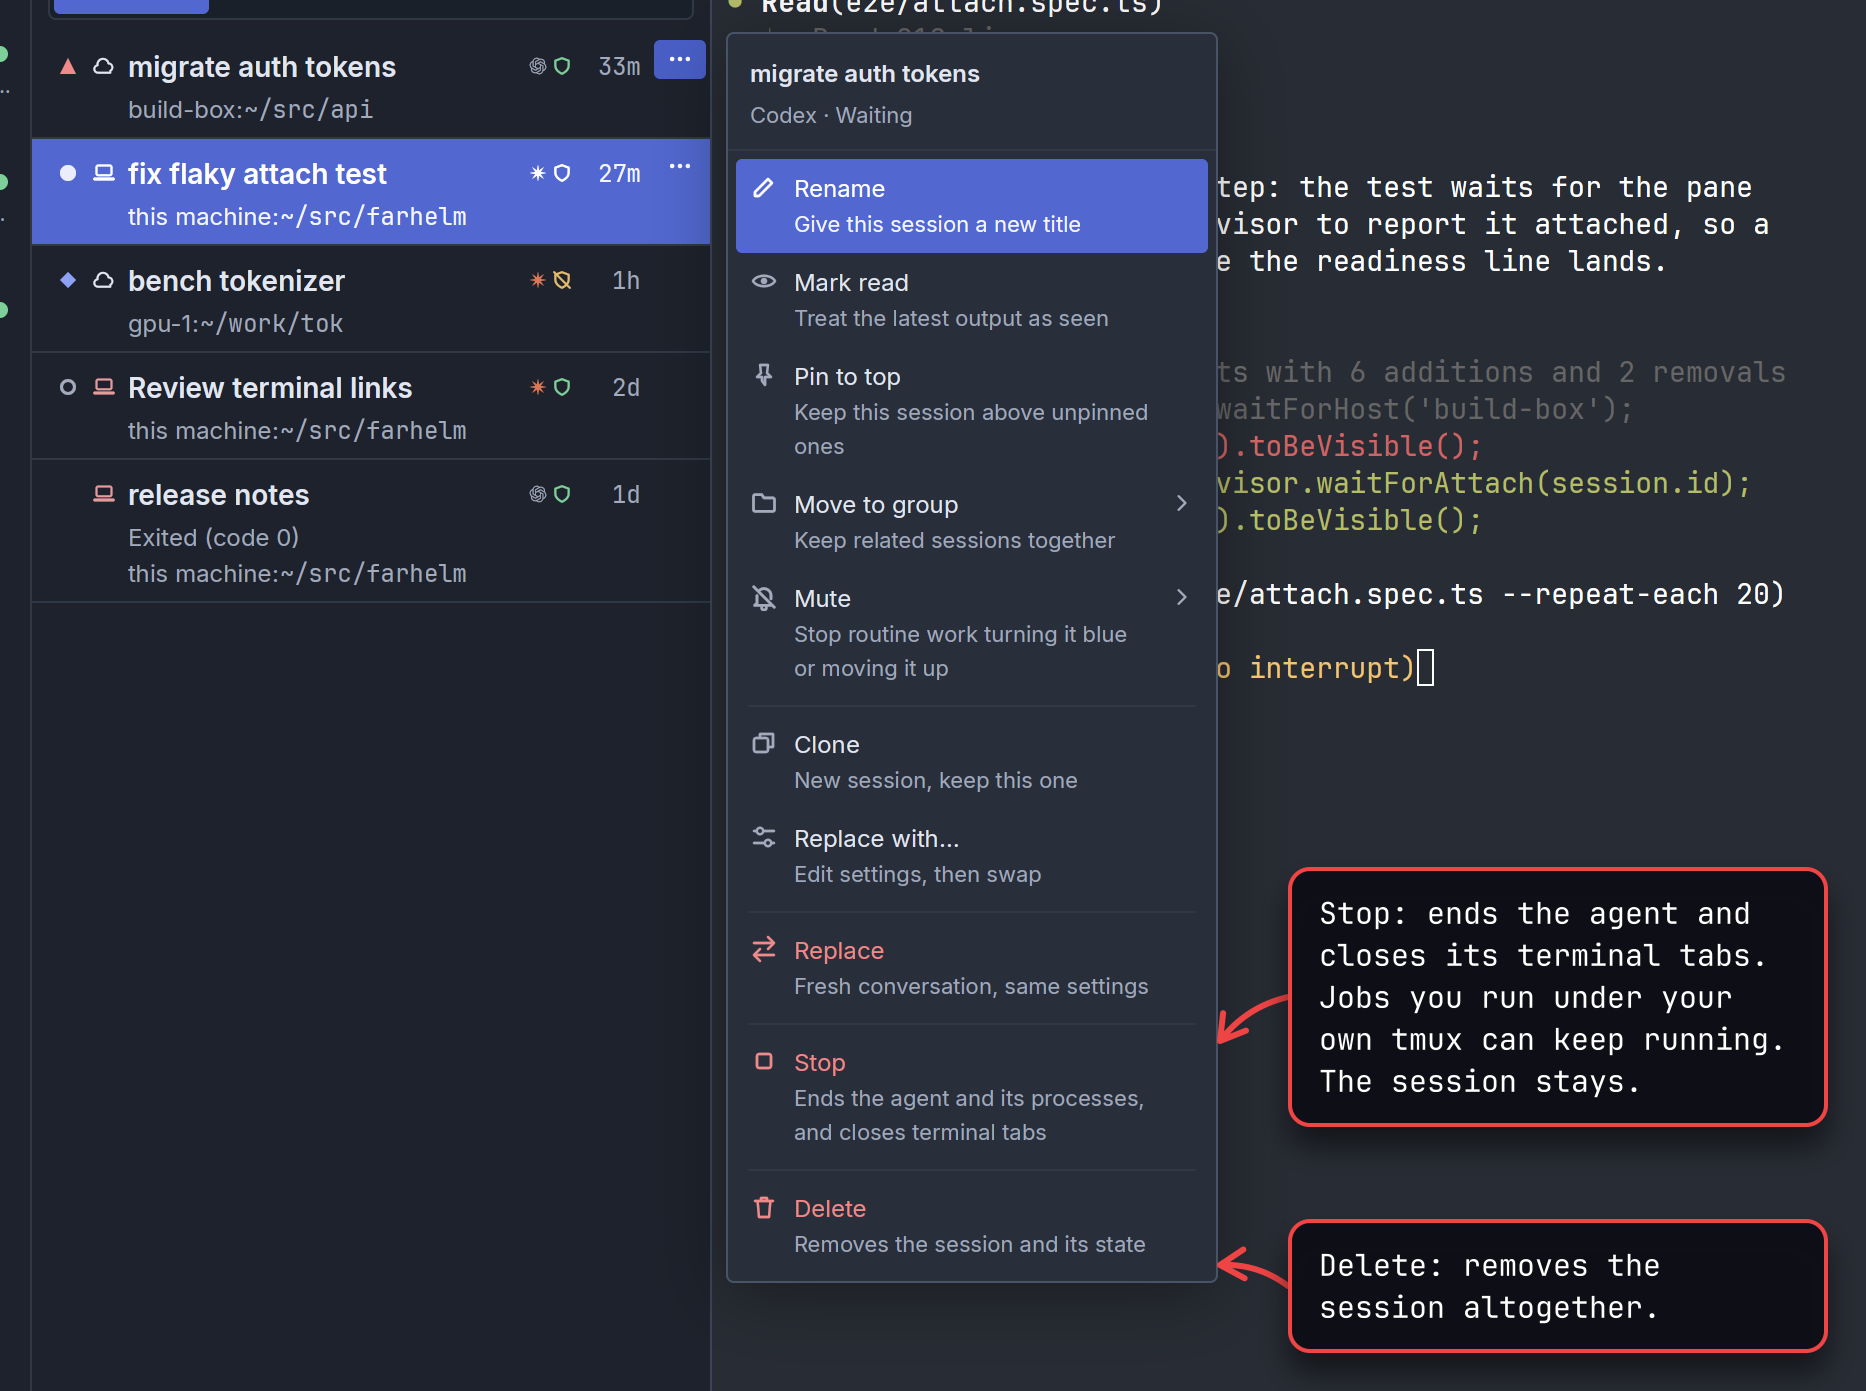 Read(e2e/attach.spec.ts)
migrate auth tokens
33m
build-box:~/src/api
fix flaky attach test
27m
this machine:~/src/farhelm
bench tokenizer
1h
gpu-1:~/work/tok
Review terminal links
2d
this machine:~/src/farhelm
release notes
1d
Exited (code 0)
this machine:~/src/farhelm
migrate auth tokens
Codex · Waiting
Rename
Give this session a new title
Mark read
Treat the latest output as seen
Pin to top
Keep this session above unpinned
ones
Move to group
Keep related sessions together
Mute
Stop routine work turning it blue
or moving it up
Clone
New session, keep this one
Replace with...
Edit settings, then swap
Replace
Fresh conversation, same settings
Stop
Ends the agent and its processes,
and closes terminal tabs
Delete
Removes the session and its state
tep: the test waits for the pane
visor to report it attached, so a
e the readiness line lands.
ts with 6 additions and 2 removals
waitForHost('build-box');
).toBeVisible();
visor.waitForAttach(session.id);
).toBeVisible();
e/attach.spec.ts --repeat-each 20)
o interrupt)
Stop: ends the agent and
closes its terminal tabs.
Jobs you run under your
own tmux can keep running.
The session stays.
Delete: removes the
session altogether.